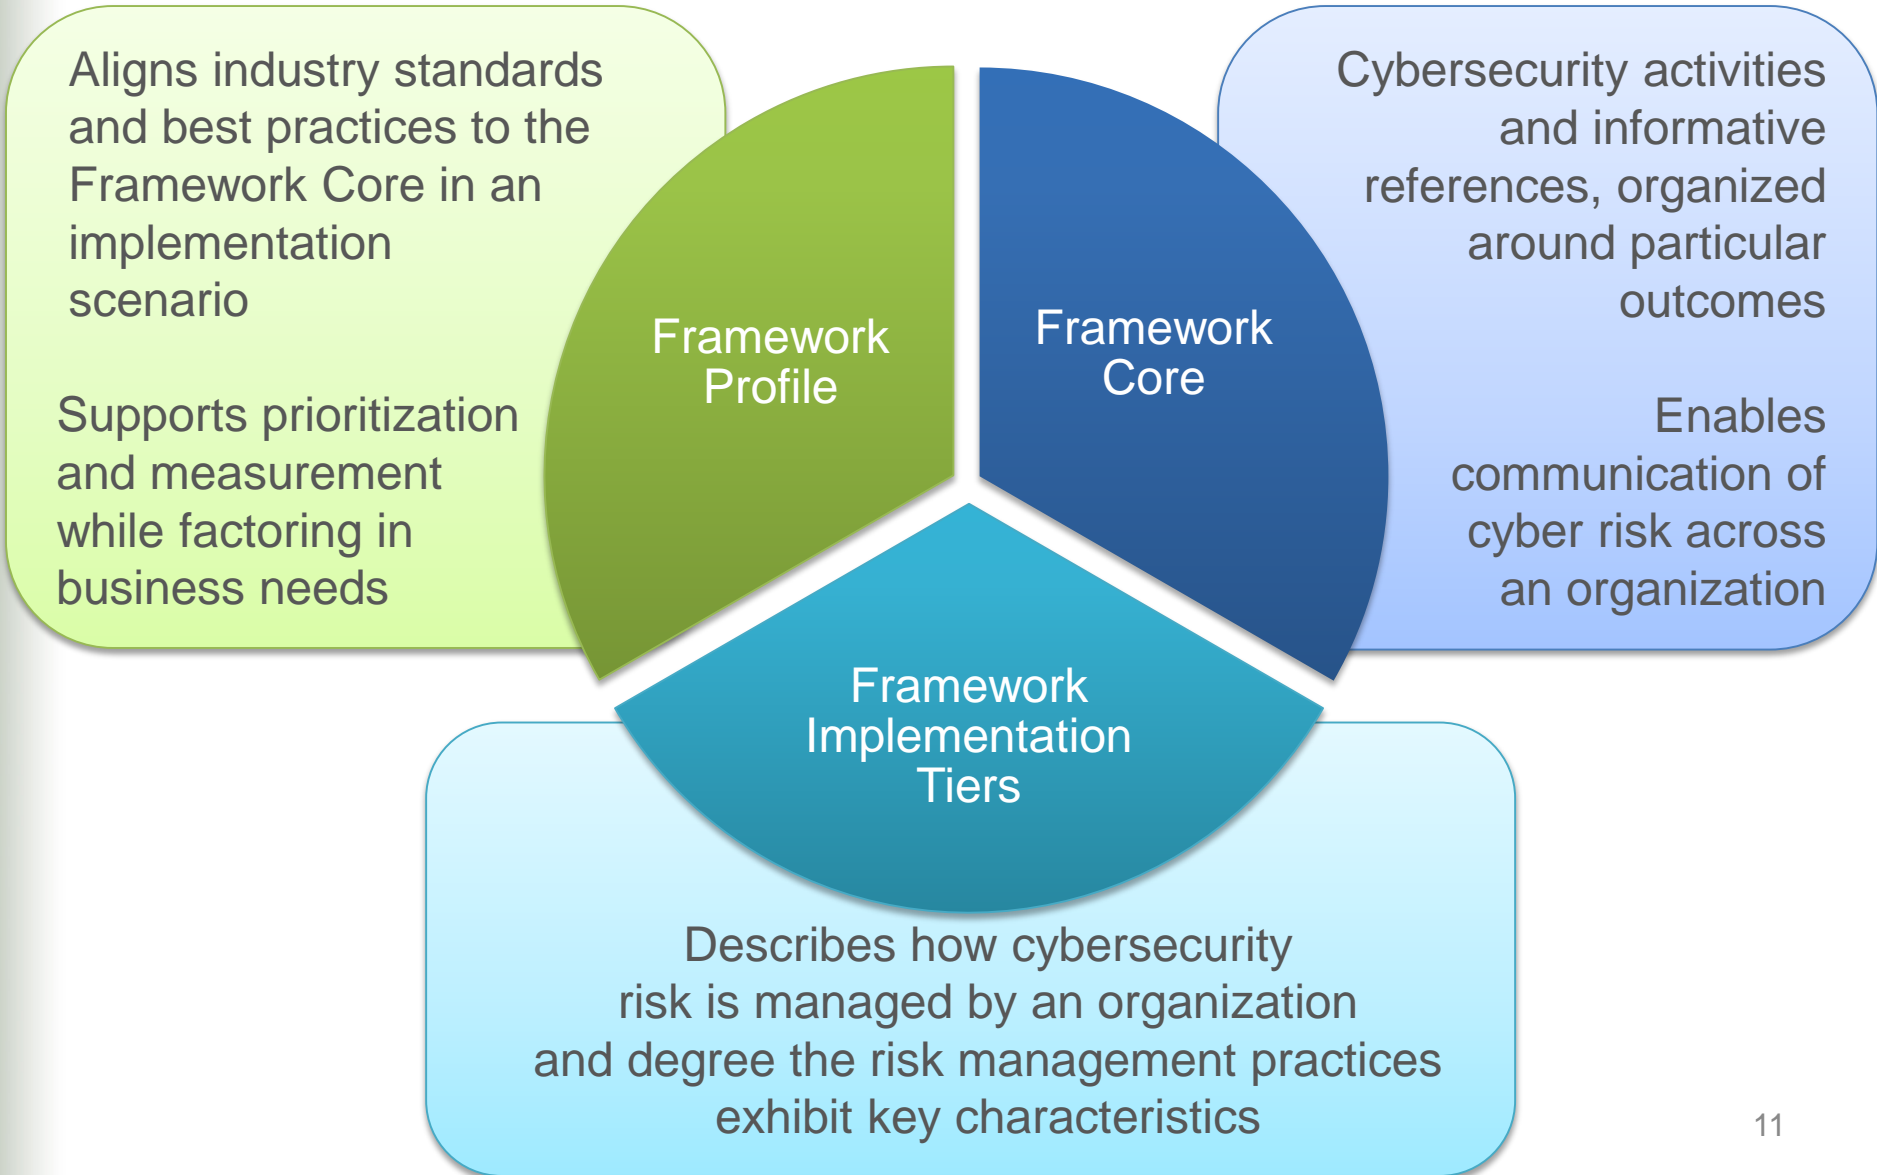 Aligns industry standards
and best practices to the
Framework Core in an
implementation
scenario
Supports prioritization
and measurement
while factoring in
business needs
Framework
Profile
Framework
Core
Cybersecurity activities
and informative
references, organized
around particular
outcomes
Enables
communication of
cyber risk across
an organization
Framework
Implementation
Tiers
Describes how cybersecurity
risk is managed by an organization
and degree the risk management practices
exhibit key characteristics
11